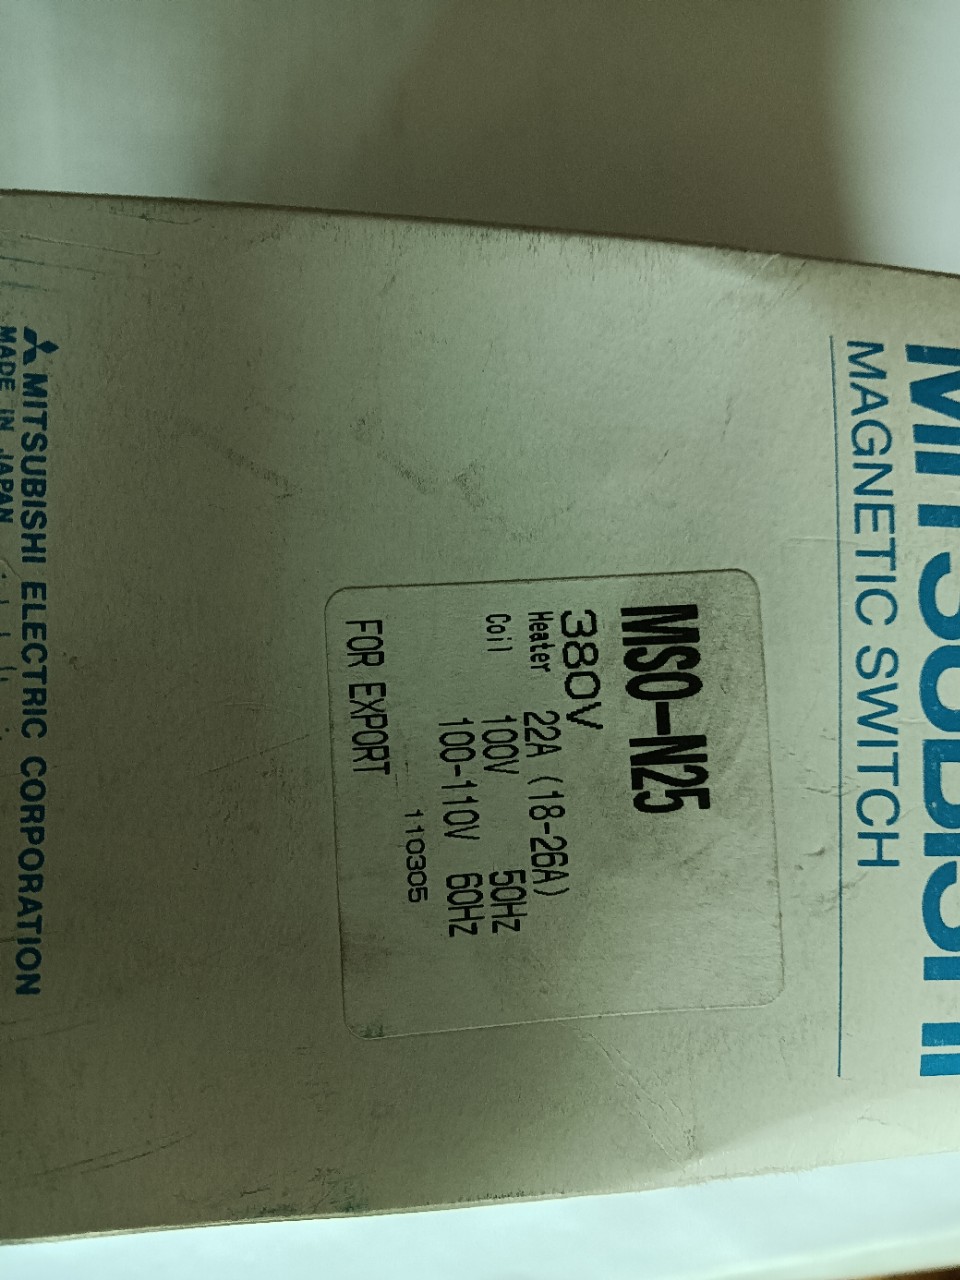 MITSUBISHI
MAGNETIC SWITCH
MSO-N25
380V
Heater 22A (18-26A)
Coil 100V 50Hz
100-110V 60Hz
110305
FOR EXPORT
MITSUBISHI ELECTRIC CORPORATION
MADE IN JAPAN